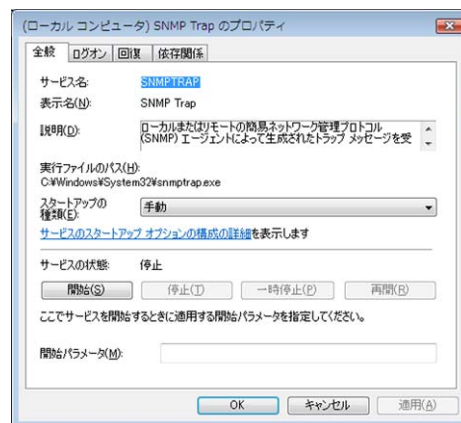 (ローカル コンピュータ) SNMP Trap のプロパティ
全般 ログオン 回復 依存関係
サービス名: SNMPTRAP
表示名(N): SNMP Trap
説明(D): ローカルまたはリモートの簡易ネットワーク管理プロトコル
(SNMP) エージェントによって生成されたトラップ メッセージを受
実行ファイルのパス(H):
C:¥Windows¥System32¥snmptrap.exe
スタートアップの
種類(E): 手動
サービスのスタートアップ オプションの構成の詳細を表示します
サービスの状態: 停止
開始(S) 停止(T) 一時停止(P) 再開(R)
ここでサービスを開始するときに適用する開始パラメータを指定してください。
開始パラメータ(M):
OK キャンセル 適用(A)